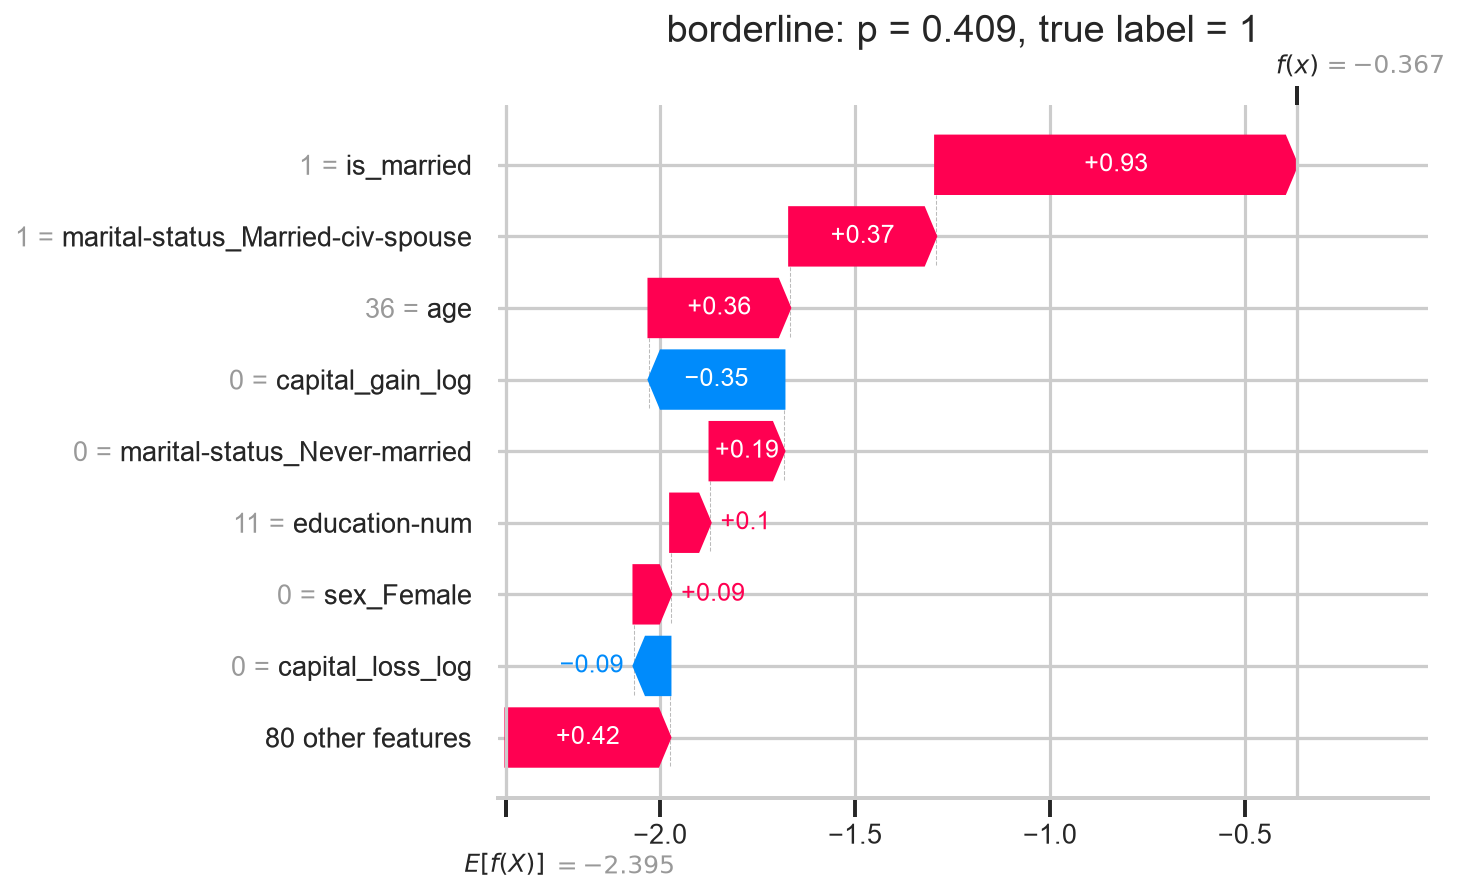 borderline: p = 0.409, true label = 1
f(x) = −0.367
1 = is_married
+0.93
1 = marital-status_Married-civ-spouse
+0.37
36 = age
+0.36
0 = capital_gain_log
−0.35
0 = marital-status_Never-married
+0.19
11 = education-num
+0.1
0 = sex_Female
+0.09
0 = capital_loss_log
−0.09
80 other features
+0.42
−2.0 −1.5 −1.0 −0.5
E[f(X)] = −2.395